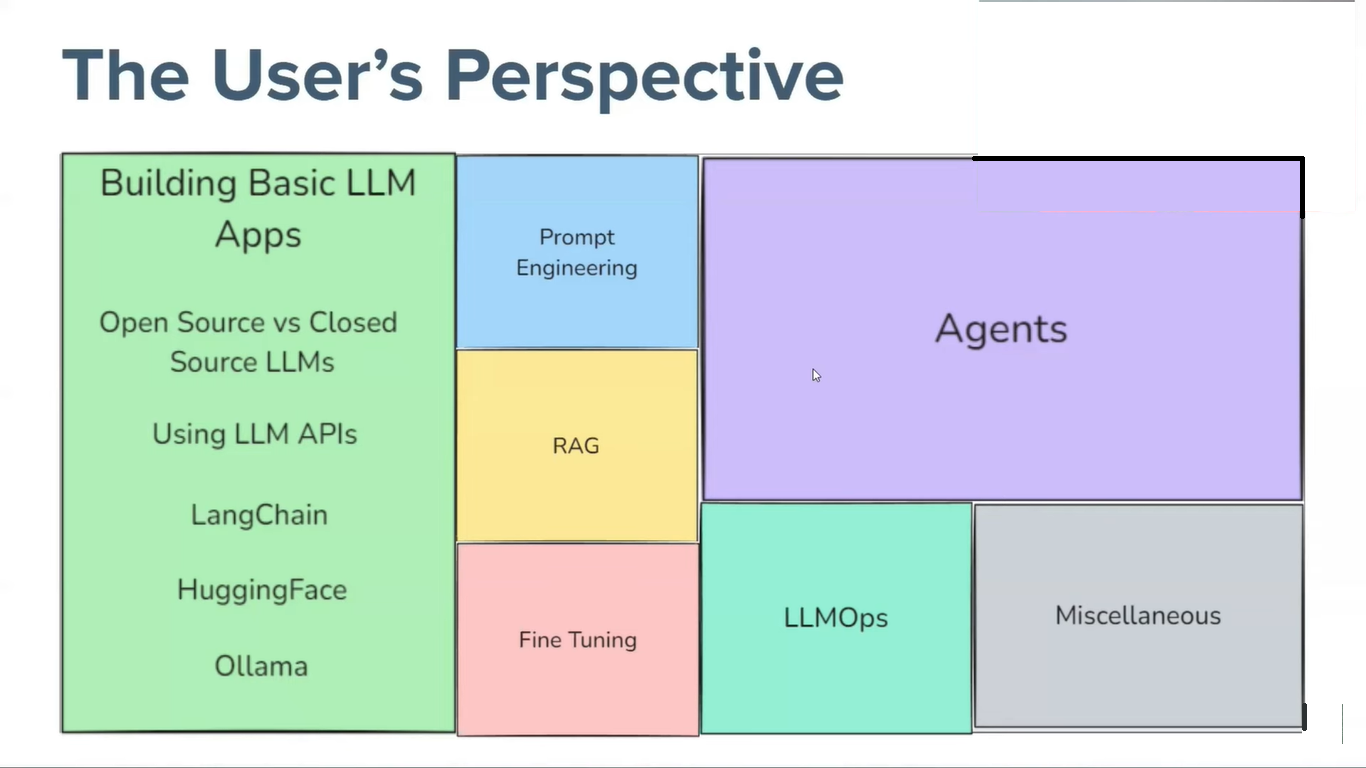 The User’s Perspective
Building Basic LLM
Apps
Open Source vs Closed
Source LLMs
Using LLM APIs
LangChain
HuggingFace
Ollama
Prompt
Engineering
RAG
Fine Tuning
Agents
LLMOps
Miscellaneous